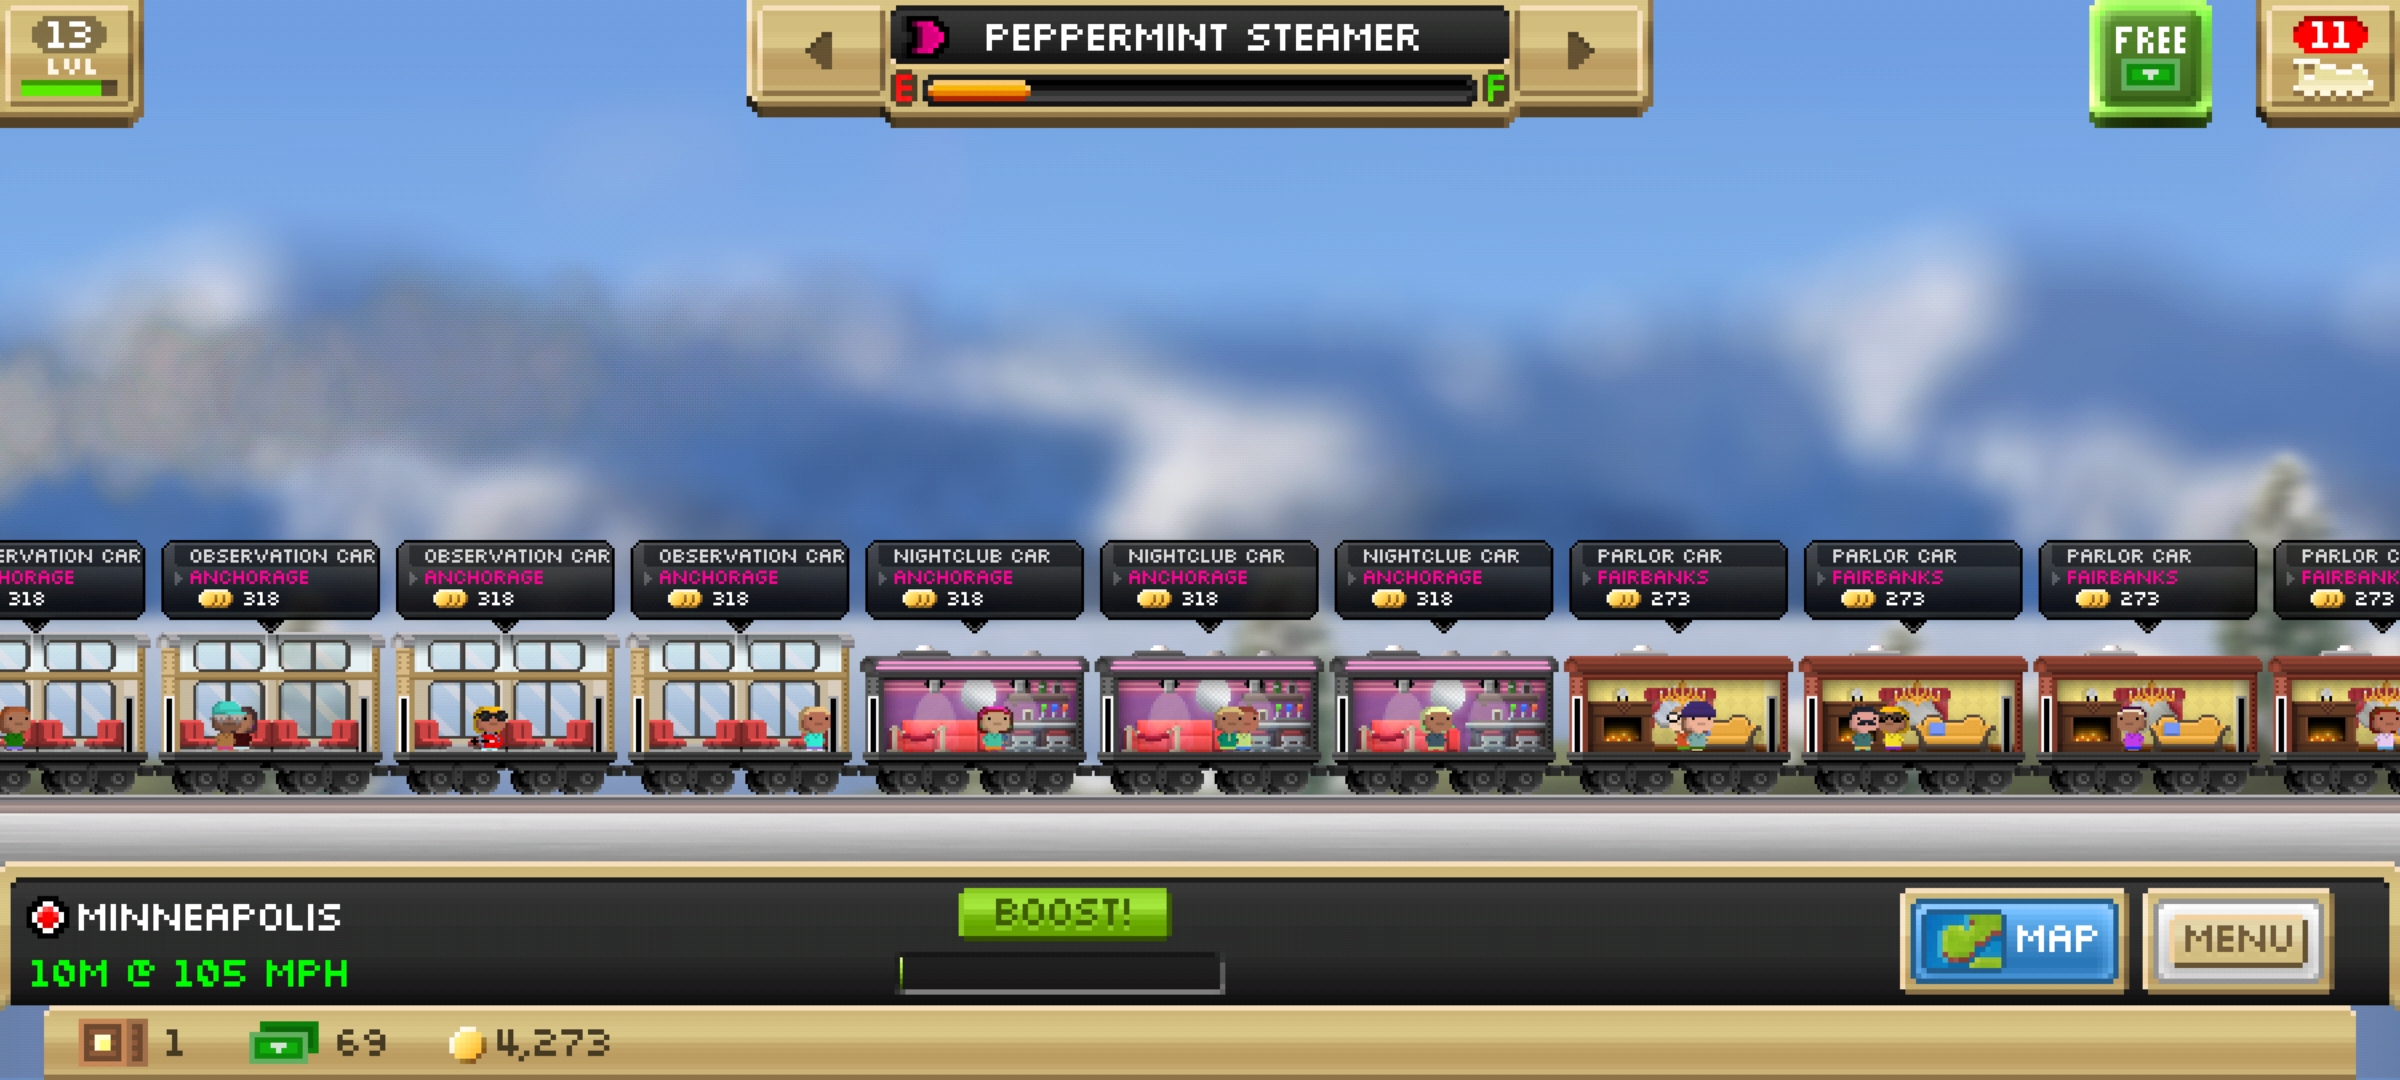 13
LVL
PEPPERMINT STEAMER
E F
FREE
11
ERVATION CAR
HORAGE
318
OBSERVATION CAR
ANCHORAGE
318
OBSERVATION CAR
ANCHORAGE
318
OBSERVATION CAR
ANCHORAGE
318
NIGHTCLUB CAR
ANCHORAGE
318
NIGHTCLUB CAR
ANCHORAGE
318
NIGHTCLUB CAR
ANCHORAGE
318
PARLOR CAR
FAIRBANKS
273
PARLOR CAR
FAIRBANKS
273
PARLOR CAR
FAIRBANKS
273
PARLOR C
FAIRBANK
273
MINNEAPOLIS
10M @ 105 MPH
BOOST!
MAP
MENU
1
69
4,273